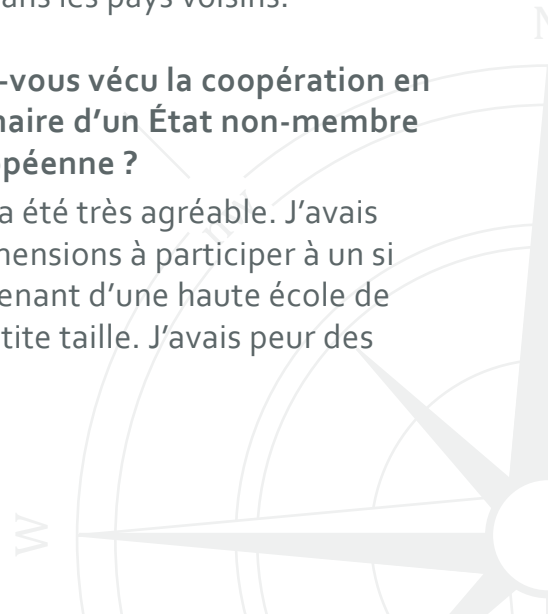 dans les pays voisins.
-vous vécu la coopération en
naire d'un État non-membre
opéenne ?
a été très agréable. J'avais
hensions à participer à un si
enant d'une haute école de
tite taille. J'avais peur des
N
NW
W